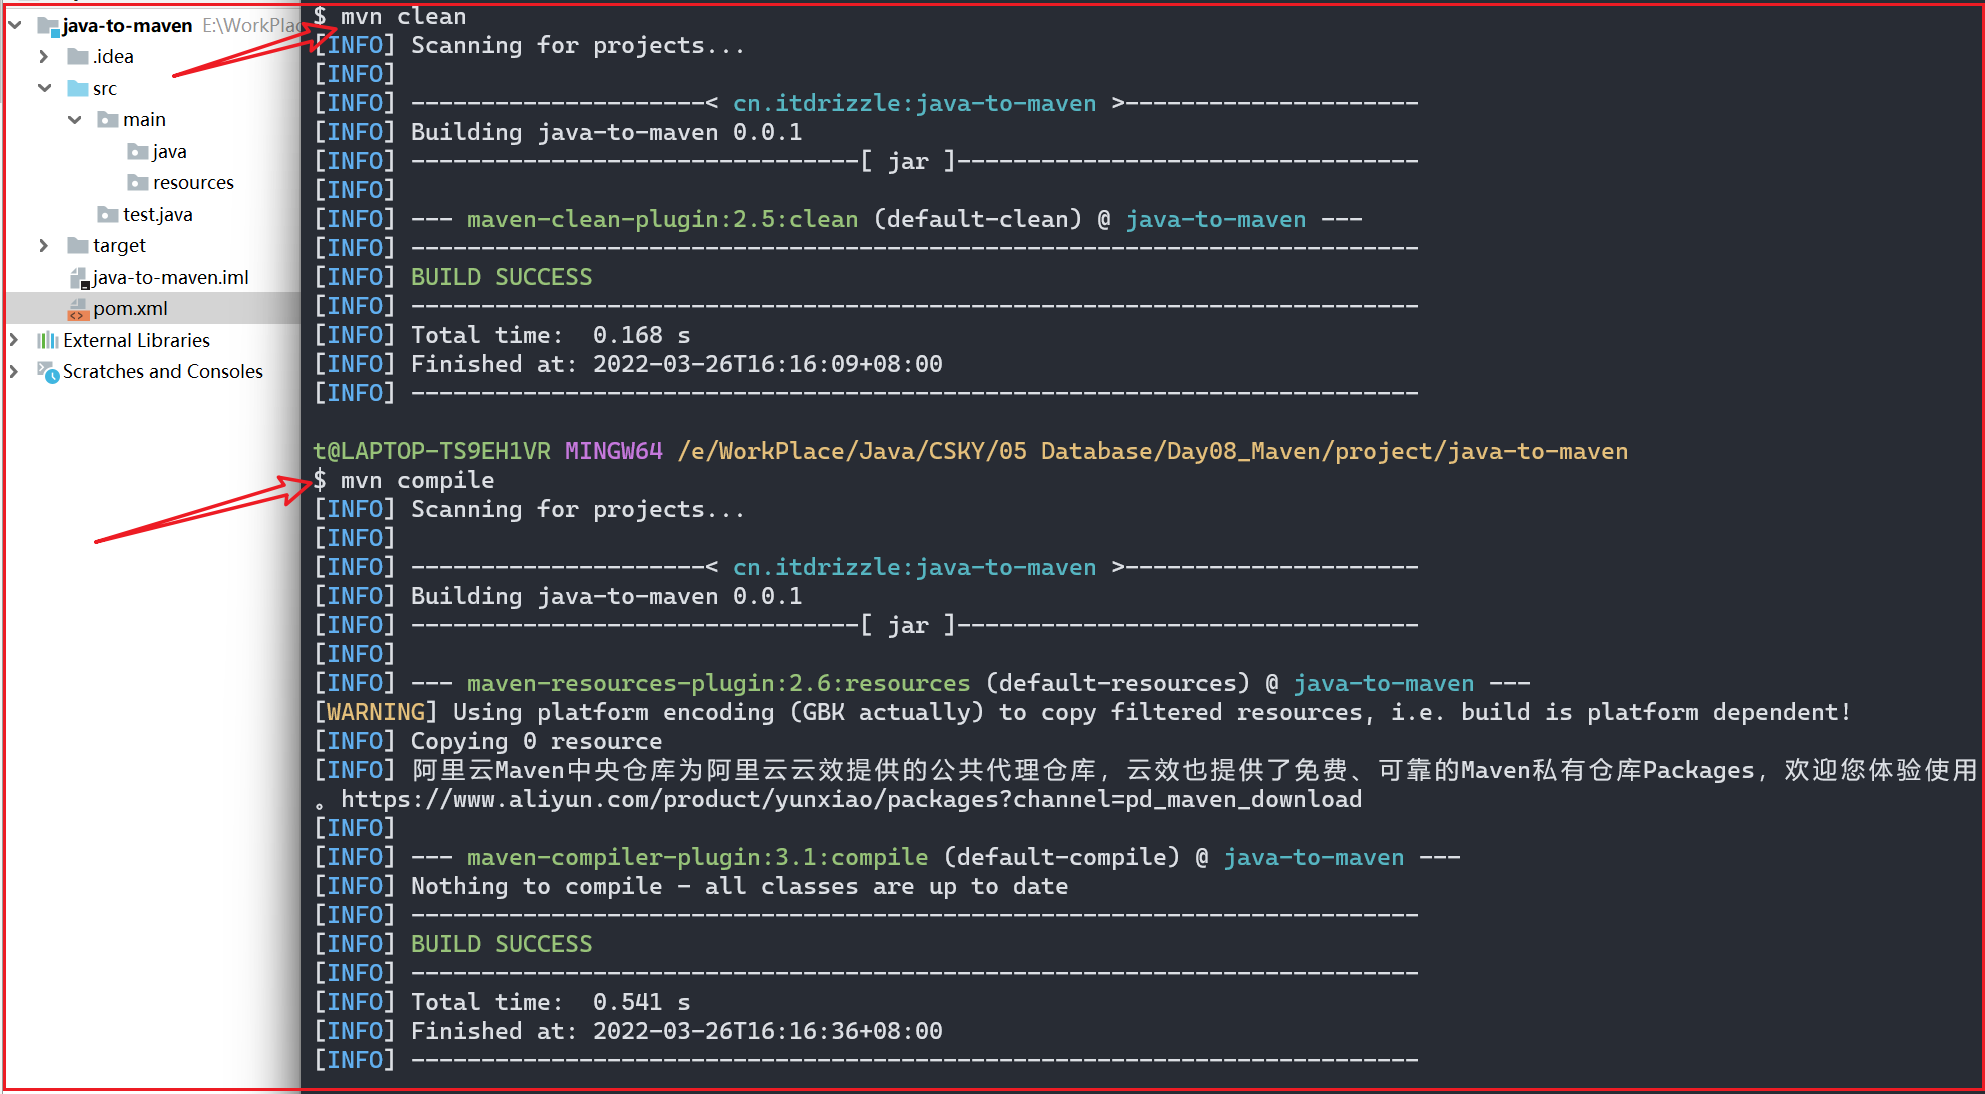 java-to-maven E:\WorkPlac
.idea
src
main
java
resources
test.java
target
java-to-maven.iml
pom.xml
External Libraries
Scratches and Consoles
$ mvn clean
[INFO] Scanning for projects...
[INFO]
[INFO] ---------------------< cn.itdrizzle:java-to-maven >---------------------
[INFO] Building java-to-maven 0.0.1
[INFO] --------------------------------[ jar ]---------------------------------
[INFO]
[INFO] --- maven-clean-plugin:2.5:clean (default-clean) @ java-to-maven ---
[INFO] ------------------------------------------------------------------------
[INFO] BUILD SUCCESS
[INFO] ------------------------------------------------------------------------
[INFO] Total time:  0.168 s
[INFO] Finished at: 2022-03-26T16:16:09+08:00
[INFO] ------------------------------------------------------------------------
t@LAPTOP-TS9EH1VR MINGW64 /e/WorkPlace/Java/CSKY/05 Database/Day08_Maven/project/java-to-maven
$ mvn compile
[INFO] Scanning for projects...
[INFO]
[INFO] ---------------------< cn.itdrizzle:java-to-maven >---------------------
[INFO] Building java-to-maven 0.0.1
[INFO] --------------------------------[ jar ]---------------------------------
[INFO]
[INFO] --- maven-resources-plugin:2.6:resources (default-resources) @ java-to-maven ---
[WARNING] Using platform encoding (GBK actually) to copy filtered resources, i.e. build is platform dependent!
[INFO] Copying 0 resource
[INFO] 阿里云Maven中央仓库为阿里云云效提供的公共代理仓库，云效也提供了免费、可靠的Maven私有仓库Packages，欢迎您体验使用
。https://www.aliyun.com/product/yunxiao/packages?channel=pd_maven_download
[INFO]
[INFO] --- maven-compiler-plugin:3.1:compile (default-compile) @ java-to-maven ---
[INFO] Nothing to compile - all classes are up to date
[INFO] ------------------------------------------------------------------------
[INFO] BUILD SUCCESS
[INFO] ------------------------------------------------------------------------
[INFO] Total time:  0.541 s
[INFO] Finished at: 2022-03-26T16:16:36+08:00
[INFO] ------------------------------------------------------------------------